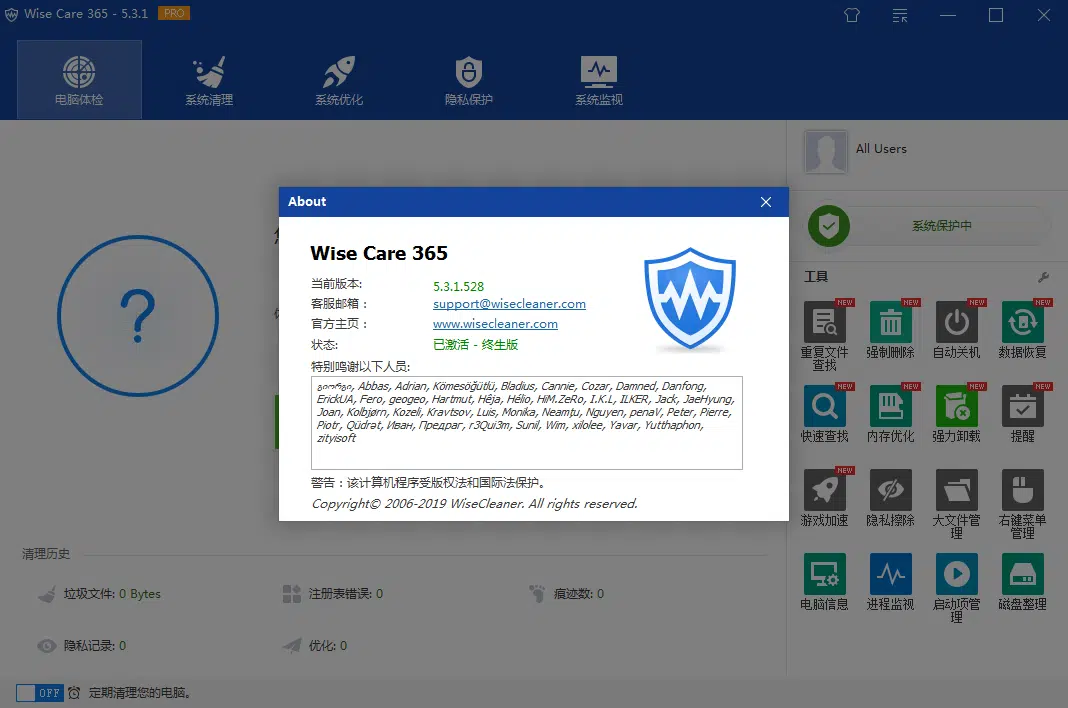 Wise Care 365 - 5.3.1 PRO
电脑体检
系统清理
系统优化
隐私保护
系统监视
All Users
系统保护中
工具
About
Wise Care 365
当前版本: 5.3.1.528
客服邮箱： support@wisecleaner.com
官方主页： www.wisecleaner.com
状态: 已激活 - 终生版
特别鸣谢以下人员:
გიორგი, Abbas, Adrian, Kömesöğütlü, Bladius, Cannie, Cozar, Damned, Danfong,
ErickUA, Fero, geogeo, Hartmut, Hêja, Hélio, HiM.ZeRo, I.K.L, ILKER, Jack, JaeHyung,
Joan, Kolbjørn, Kozeli, Kravtsov, Luis, Monika, Neamțu, Nguyen, penaV, Peter, Pierre,
Piotr, Qüdrət, Иван, Предраг, r3Qui3m, Sunil, Wim, xilolee, Yavar, Yutthaphon,
zityisoft
警告：该计算机程序受版权法和国际法保护。
Copyright© 2006-2019 WiseCleaner. All rights reserved.
NEW
NEW
NEW
NEW
重复文件
查找
强制删除
自动关机
数据恢复
NEW
NEW
NEW
NEW
快速查找
内存优化
强力卸载
提醒
NEW
游戏加速
隐私擦除
大文件管
理
右键菜单
管理
电脑信息
进程监视
启动项管
理
磁盘整理
清理历史
垃圾文件: 0 Bytes
注册表错误: 0
痕迹数: 0
隐私记录: 0
优化: 0
OFF 定期清理您的电脑。